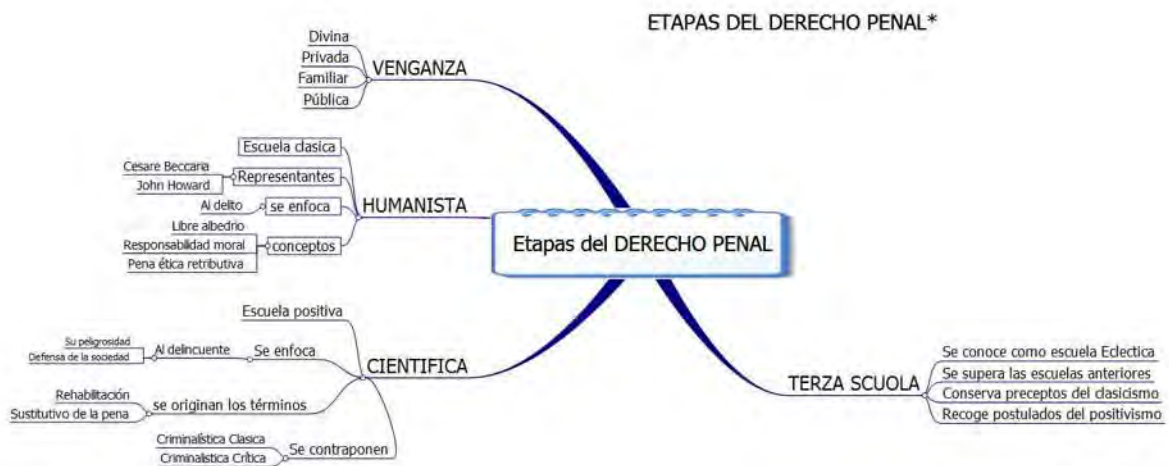 ETAPAS DEL DERECHO PENAL*
Divina
Privada
Familiar
Pública
VENGANZA
Escuela clasica
Cesare Beccaria
John Howard
Representantes
Al delito
se enfoca
HUMANISTA
Libre albedrio
Responsabilidad moral
Pena ética retributiva
conceptos
Etapas del DERECHO PENAL
Escuela positiva
Su peligrosidad
Defensa de la sociedad
Al delincuente
Se enfoca
CIENTIFICA
Rehabilitación
Sustitutivo de la pena
se originan los términos
Criminalística Clasica
Criminalistica Crítica
Se contraponen
TERZA SCUOLA
Se conoce como escuela Eclectica
Se supera las escuelas anteriores
Conserva preceptos del clasicismo
Recoge postulados del positivismo